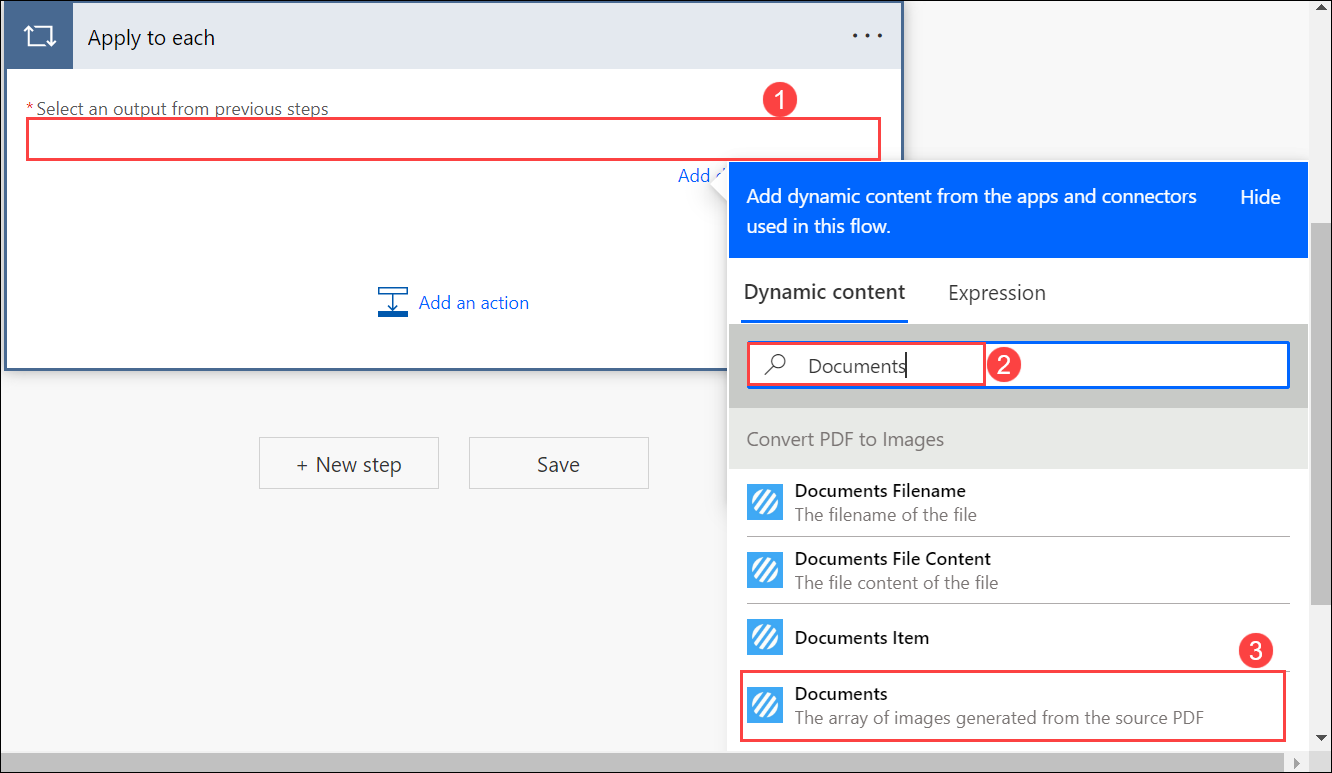 Apply to each
...
1
* Select an output from previous steps
Add
Add dynamic content from the apps and connectors
used in this flow.
Hide
Add an action
Dynamic content
Expression
Documents
2
Convert PDF to Images
+ New step
Save
Documents Filename
The filename of the file
Documents File Content
The file content of the file
Documents Item
3
Documents
The array of images generated from the source PDF